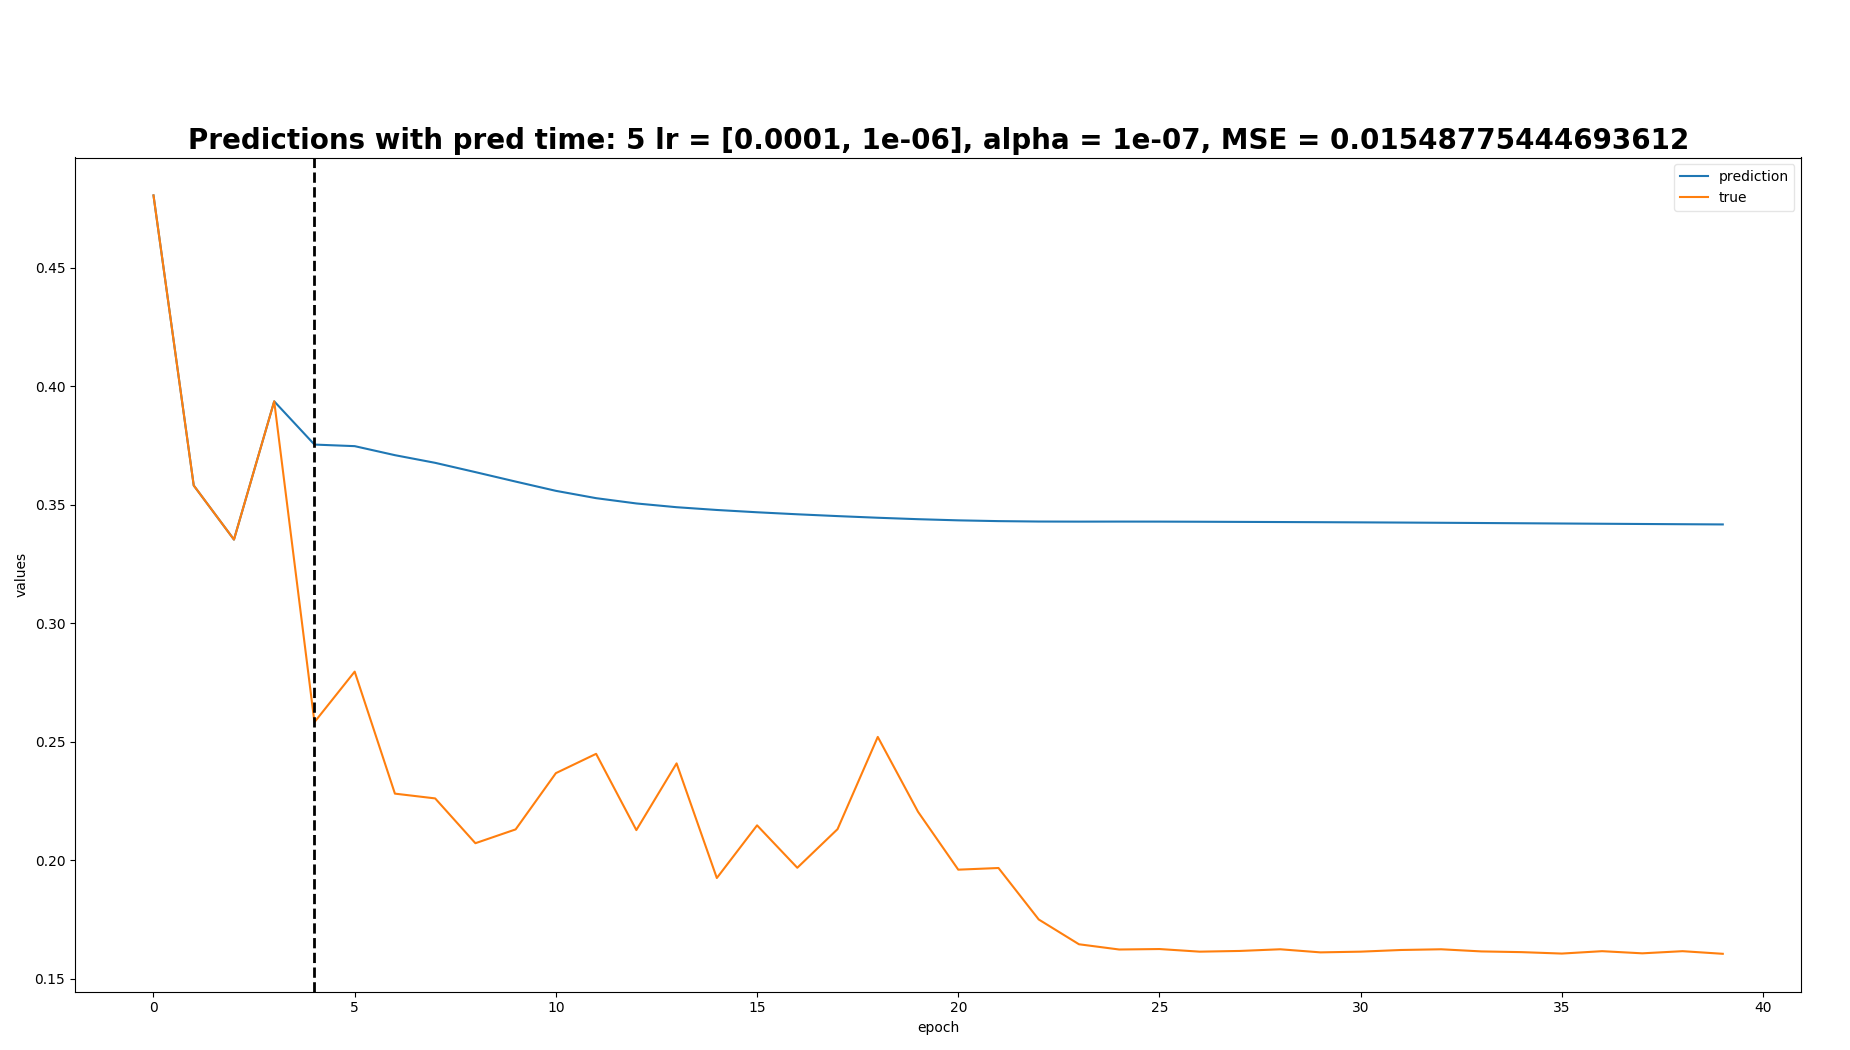 Predictions with pred time: 5 lr = [0.0001, 1e-06], alpha = 1e-07, MSE = 0.01548775444693612
prediction
true
0.45
0.40
0.35
0.30
0.25
0.20
0.15
values
0 5 10 15 20 25 30 35 40
epoch